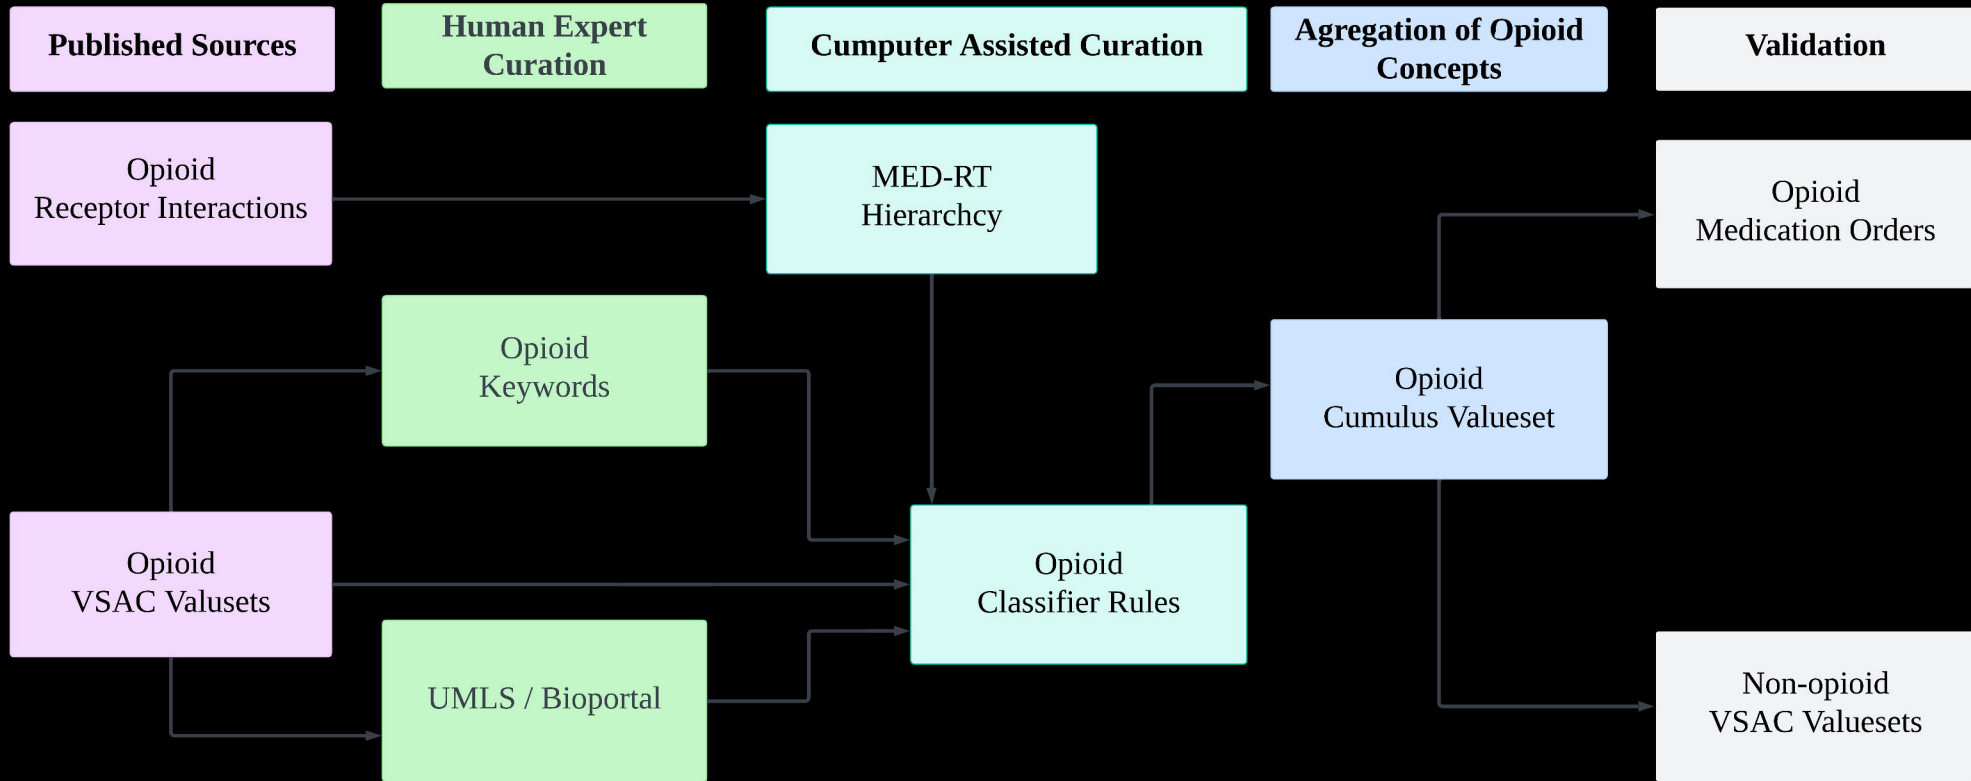 Published Sources
Human Expert
Curation
Cumputer Assisted Curation
Agregation of Opioid
Concepts
Validation
Opioid
Receptor Interactions
MED-RT
Hierarchcy
Opioid
Medication Orders
Opioid
Keywords
Opioid
Cumulus Valueset
Opioid
VSAC Valusets
Opioid
Classifier Rules
UMLS / Bioportal
Non-opioid
VSAC Valuesets